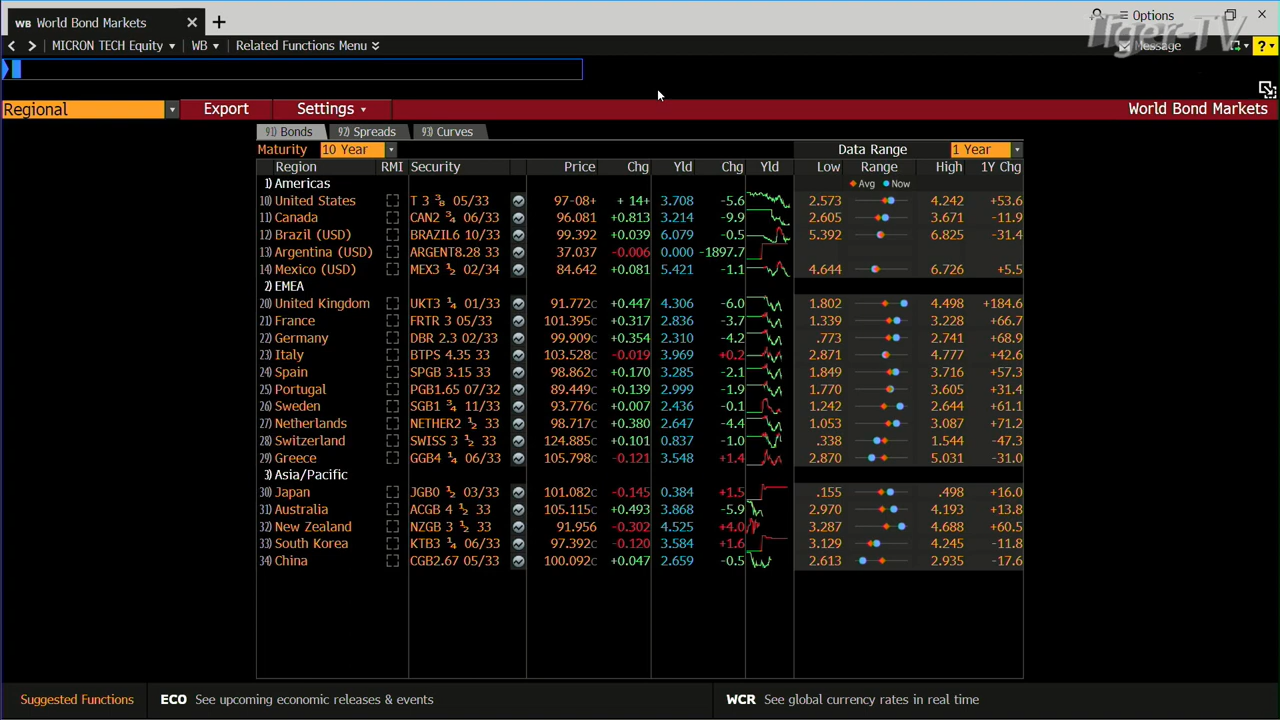 WB World Bond Markets × +
Options
Tiger-TV
< > MICRON TECH Equity WB Related Functions Menu Message ?
Regional Export Settings World Bond Markets
91) Bonds 92) Spreads 93) Curves
Maturity 10 Year Data Range 1 Year
Region RMI Security Price Chg Yld Chg Yld Low Range High 1Y Chg
1) Americas Avg Now
10) United States T 3 ⅜ 05/33 97-08+ + 14+ 3.708 -5.6 2.573 4.242 +53.6
11) Canada CAN2 ¾ 06/33 96.081 +0.813 3.214 -9.9 2.605 3.671 -11.9
12) Brazil (USD) BRAZIL6 10/33 99.392 +0.039 6.079 -0.5 5.392 6.825 -31.4
13) Argentina (USD) ARGENT8.28 33 37.037 -0.006 0.000 -1897.7
14) Mexico (USD) MEX3 ½ 02/34 84.642 +0.081 5.421 -1.1 4.644 6.726 +5.5
2) EMEA
20) United Kingdom UKT3 ¼ 01/33 91.772C +0.447 4.306 -6.0 1.802 4.498 +184.6
21) France FRTR 3 05/33 101.395C +0.317 2.836 -3.7 1.339 3.228 +66.7
22) Germany DBR 2.3 02/33 99.909C +0.354 2.310 -4.2 .773 2.741 +68.9
23) Italy BTPS 4.35 33 103.528C -0.019 3.969 +0.2 2.871 4.777 +42.6
24) Spain SPGB 3.15 33 98.862C +0.170 3.285 -2.1 1.849 3.716 +57.3
25) Portugal PGB1.65 07/32 89.449C +0.139 2.999 -1.9 1.770 3.605 +31.4
26) Sweden SGB1 ¾ 11/33 93.776C +0.007 2.436 -0.1 1.242 2.644 +61.1
27) Netherlands NETHER2 ½ 33 98.717C +0.380 2.647 -4.4 1.053 3.087 +71.2
28) Switzerland SWISS 3 ½ 33 124.885C +0.101 0.837 -1.0 .338 1.544 -47.3
29) Greece GGB4 ¼ 06/33 105.798C -0.121 3.548 +1.4 2.870 5.031 -31.0
3) Asia/Pacific
30) Japan JGB0 ½ 03/33 101.082C -0.145 0.384 +1.5 .155 .498 +16.0
31) Australia ACGB 4 ½ 33 105.115C +0.493 3.868 -5.9 2.970 4.193 +13.8
32) New Zealand NZGB 3 ½ 33 91.956 -0.302 4.525 +4.0 3.287 4.688 +60.5
33) South Korea KTB3 ¼ 06/33 97.392C -0.120 3.584 +1.6 3.129 4.245 -11.8
34) China CGB2.67 05/33 100.092C +0.047 2.659 -0.5 2.613 2.935 -17.6
Suggested Functions ECO See upcoming economic releases & events WCR See global currency rates in real time